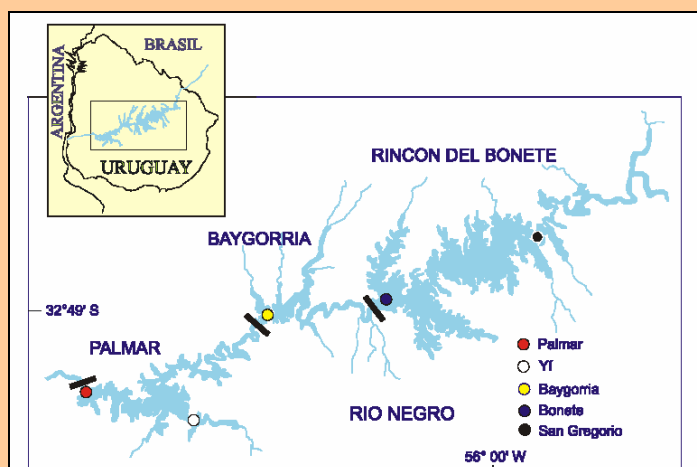 BRASIL
ARGENTINA
URUGUAY
RINCON DEL BONETE
BAYGORRIA
32°49' S
PALMAR
RIO NEGRO
Palmar
Yí
Baygorria
Bonete
San Gregorio
56° 00' W